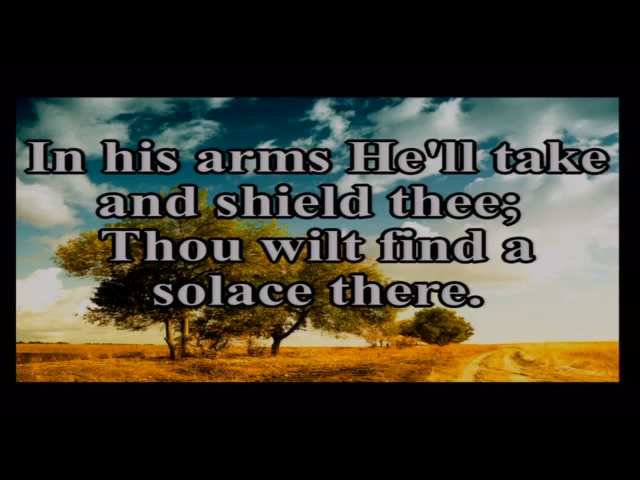 In his arms He'll take
and shield thee;
Thou wilt find a
solace there.